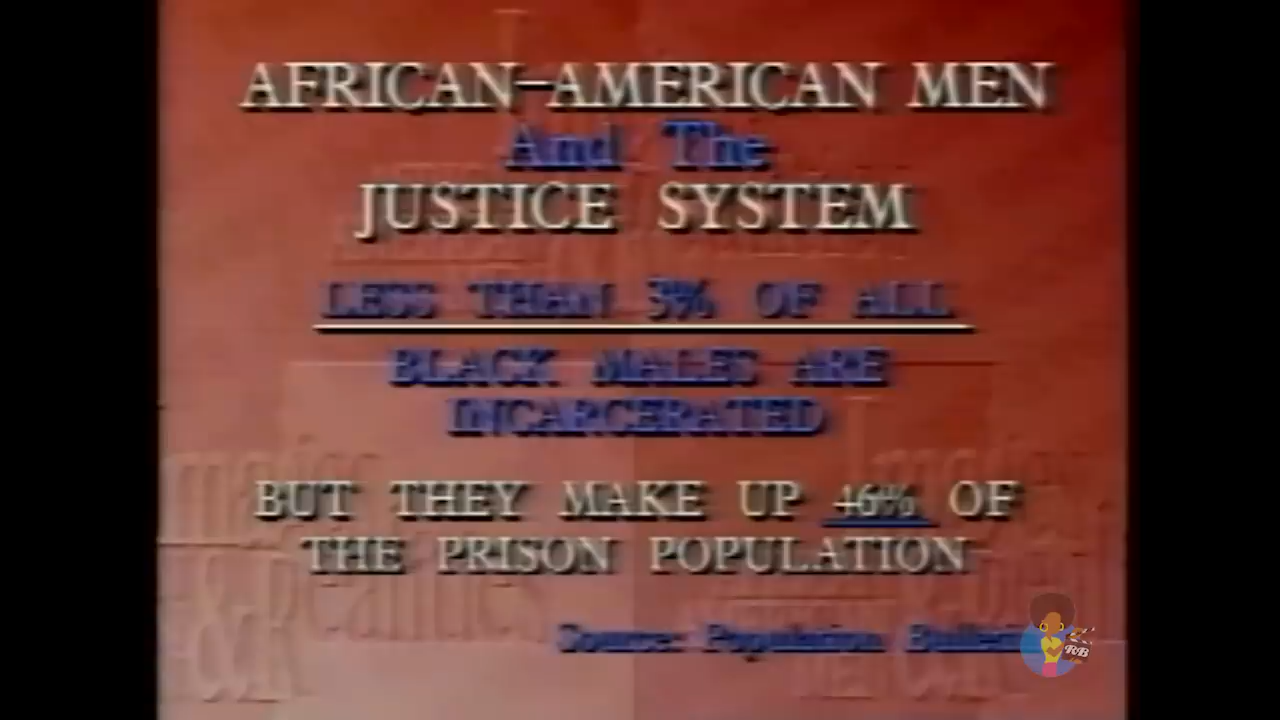 AFRICAN-AMERICAN MEN
And The
JUSTICE SYSTEM
LESS THAN 3% OF ALL
BLACK MALES ARE
INCARCERATED
BUT THEY MAKE UP 46% OF
THE PRISON POPULATION
Source: Population
RB